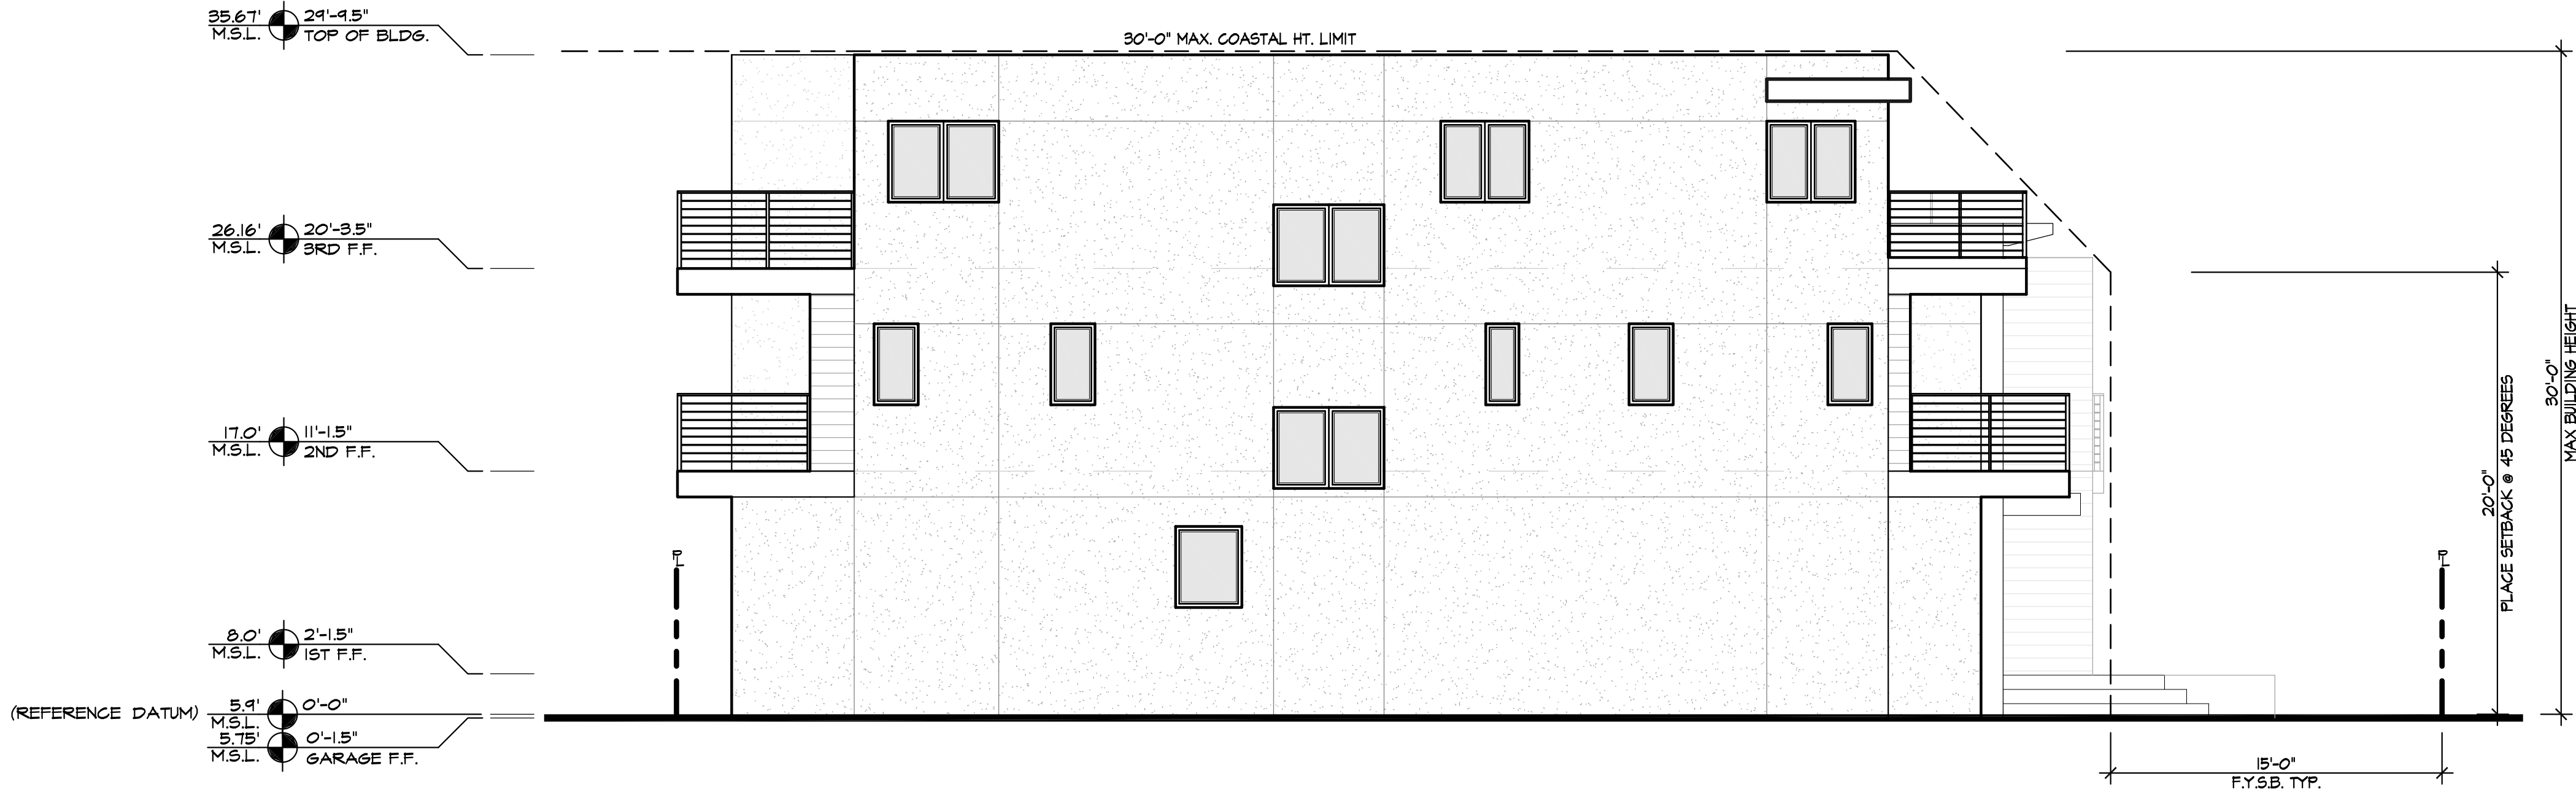 35.67' 29'-9.5"
M.S.L. TOP OF BLDG.
30'-0" MAX. COASTAL HT. LIMIT
26.16' 20'-3.5"
M.S.L. 3RD F.F.
17.0' 11'-1.5"
M.S.L. 2ND F.F.
8.0' 2'-1.5"
M.S.L. 1ST F.F.
(REFERENCE DATUM) 5.9' 0'-0"
M.S.L.
5.75' 0'-1.5"
M.S.L. GARAGE F.F.
PL
PL
20'-0"
PLACE SETBACK @ 45 DEGREES
30'-0"
MAX BUILDING HEIGHT
15'-0"
F.Y.S.B. TYP.